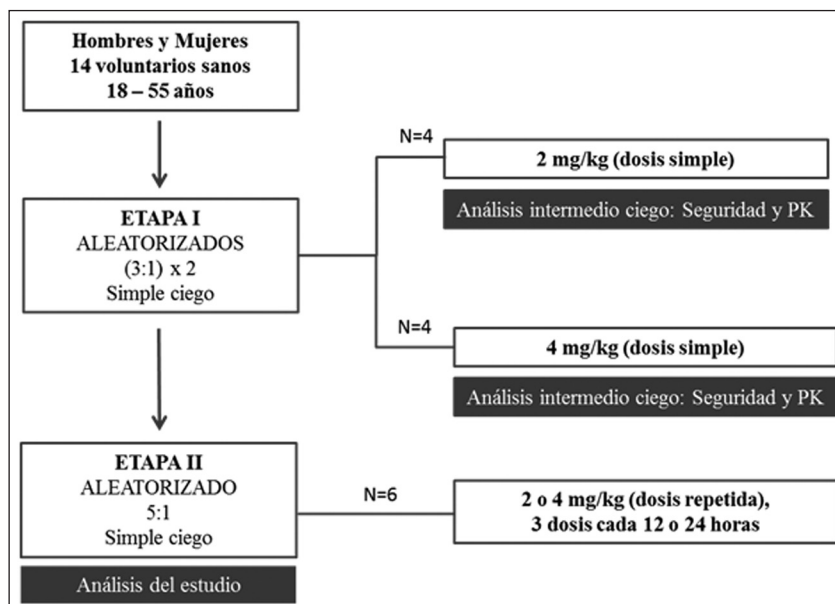 Hombres y Mujeres
14 voluntarios sanos
18 – 55 años
N=4
2 mg/kg (dosis simple)
Análisis intermedio ciego: Seguridad y PK
ETAPA I
ALEATORIZADOS
(3:1) x 2
Simple ciego
N=4
4 mg/kg (dosis simple)
Análisis intermedio ciego: Seguridad y PK
ETAPA II
ALEATORIZADO
5:1
Simple ciego
N=6
2 o 4 mg/kg (dosis repetida),
3 dosis cada 12 o 24 horas
Análisis del estudio